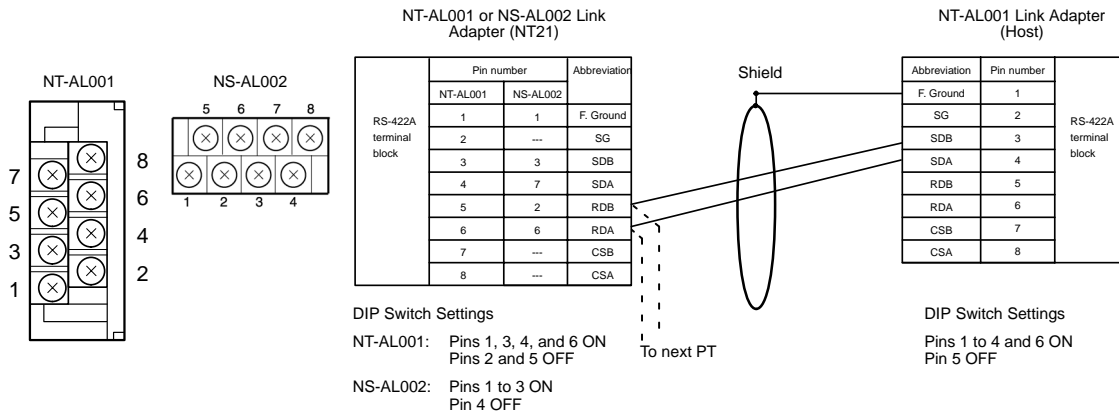 NT-AL001
7
5
3
1
8
6
4
2
NS-AL002
5 6 7 8
1 2 3 4
NT-AL001 or NS-AL002 Link
Adapter (NT21)
RS-422A
terminal
block
Pin number Abbreviation
NT-AL001 NS-AL002
1 1 F. Ground
2 --- SG
3 3 SDB
4 7 SDA
5 2 RDB
6 6 RDA
7 --- CSB
8 --- CSA
DIP Switch Settings
NT-AL001: Pins 1, 3, 4, and 6 ON
Pins 2 and 5 OFF
NS-AL002: Pins 1 to 3 ON
Pin 4 OFF
To next PT
Shield
NT-AL001 Link Adapter
(Host)
Abbreviation Pin number
F. Ground 1
SG 2
SDB 3
SDA 4
RDB 5
RDA 6
CSB 7
CSA 8
RS-422A
terminal
block
DIP Switch Settings
Pins 1 to 4 and 6 ON
Pin 5 OFF